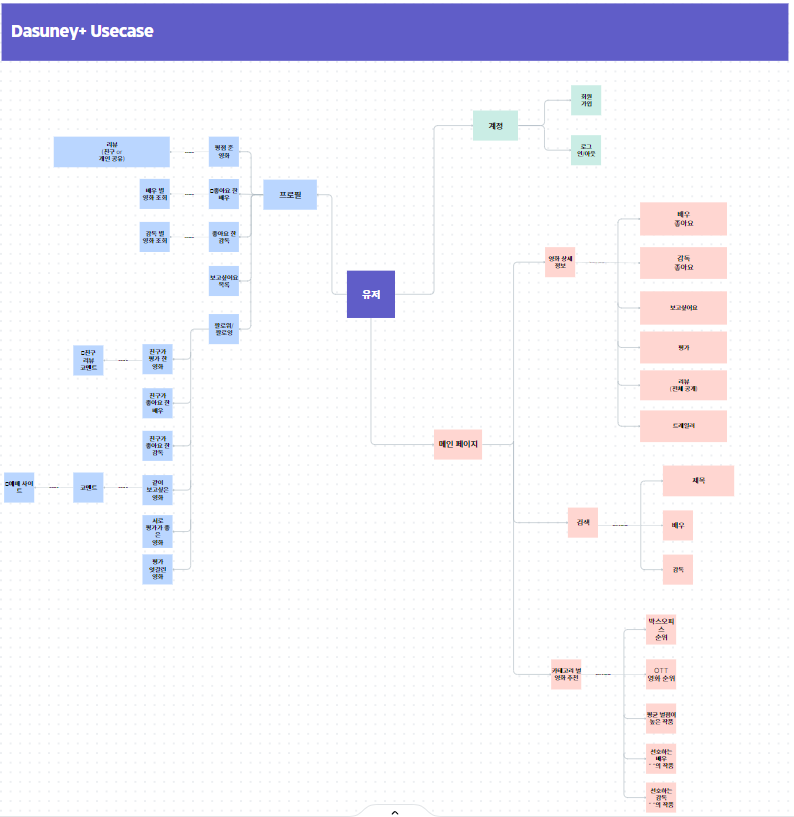 Dasuney+ Usecase
회원
가입
계정
로그
인/아웃
리뷰
(친구 or
개인 공유)
평점 준
영화
배우 별
영화 조회
좋아요 한
배우
프로필
감독 별
영화 조회
좋아요 한
감독
보고싶어요
목록
유저
팔로워/
팔로잉
친구
리뷰
코멘트
친구가
평가 한
영화
친구가
좋아요 한
배우
친구가
좋아요 한
감독
예매 사이
트
코멘트
같이
보고싶은
영화
서로
평가가 좋
은
영화
평가
엇갈린
영화
메인 페이지
영화 상세
정보
배우
좋아요
감독
좋아요
보고싶어요
평가
리뷰
(전체 공개)
트레일러
검색
제목
배우
감독
카테고리 별
영화 추천
박스오피
스
순위
OTT
영화 순위
평균 별점이
높은 작품
선호하는
배우
" "의 작품
선호하는
감독
" "의 작품